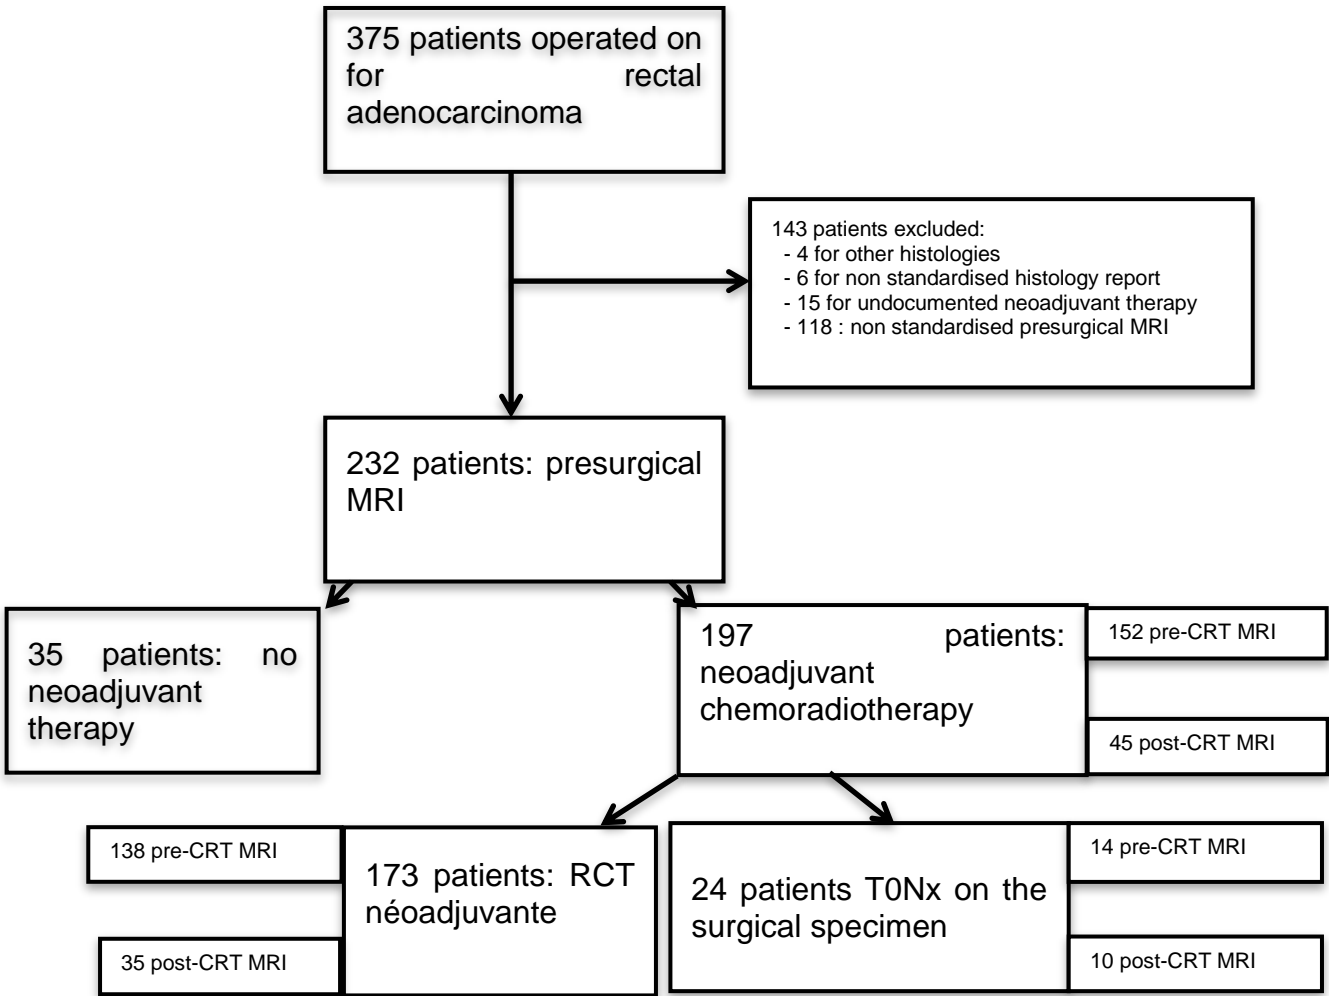 375 patients operated on
for rectal
adenocarcinoma
143 patients excluded:
- 4 for other histologies
- 6 for non standardised histology report
- 15 for undocumented neoadjuvant therapy
- 118 : non standardised presurgical MRI
232 patients: presurgical
MRI
35 patients: no
neoadjuvant
therapy
197 patients:
neoadjuvant
chemoradiotherapy
152 pre-CRT MRI
45 post-CRT MRI
138 pre-CRT MRI
35 post-CRT MRI
173 patients: RCT
néoadjuvante
24 patients T0Nx on the
surgical specimen
14 pre-CRT MRI
10 post-CRT MRI